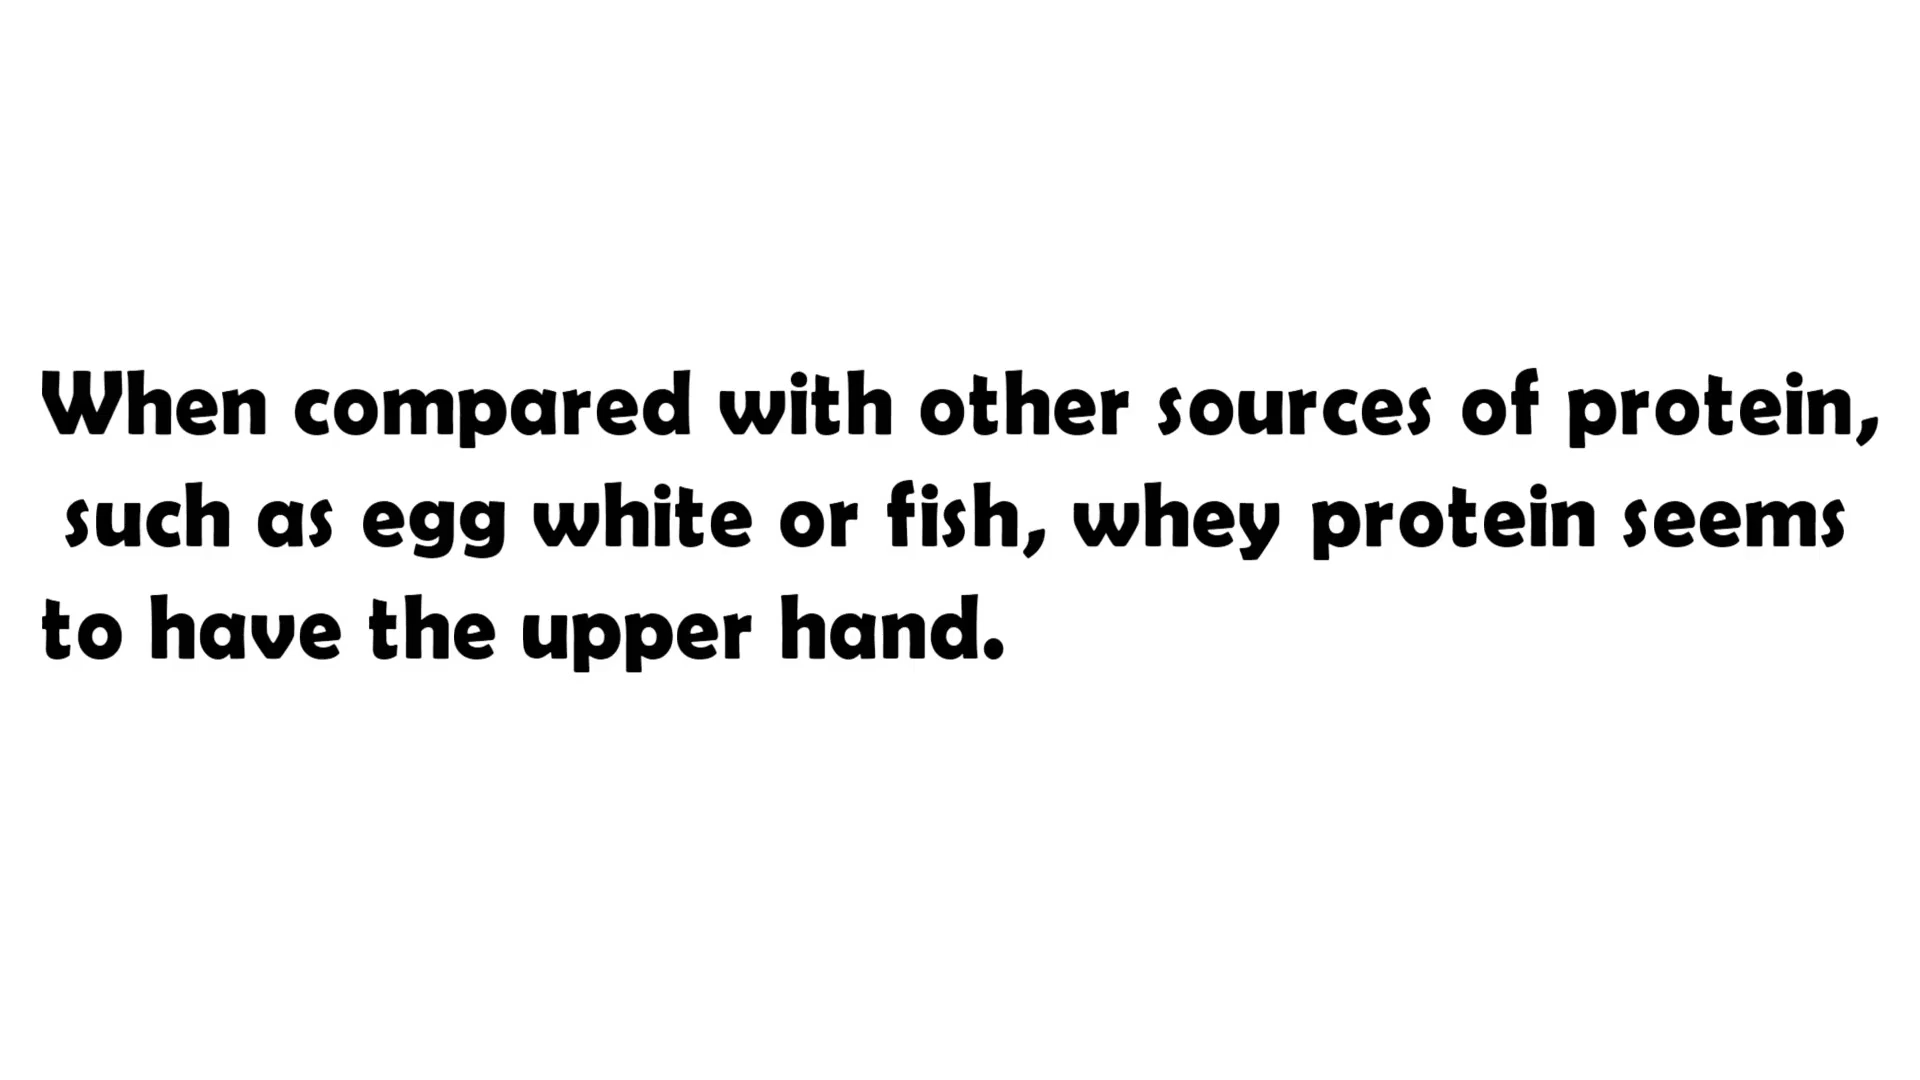 When compared with other sources of protein,
such as egg white or fish, whey protein seems
to have the upper hand.